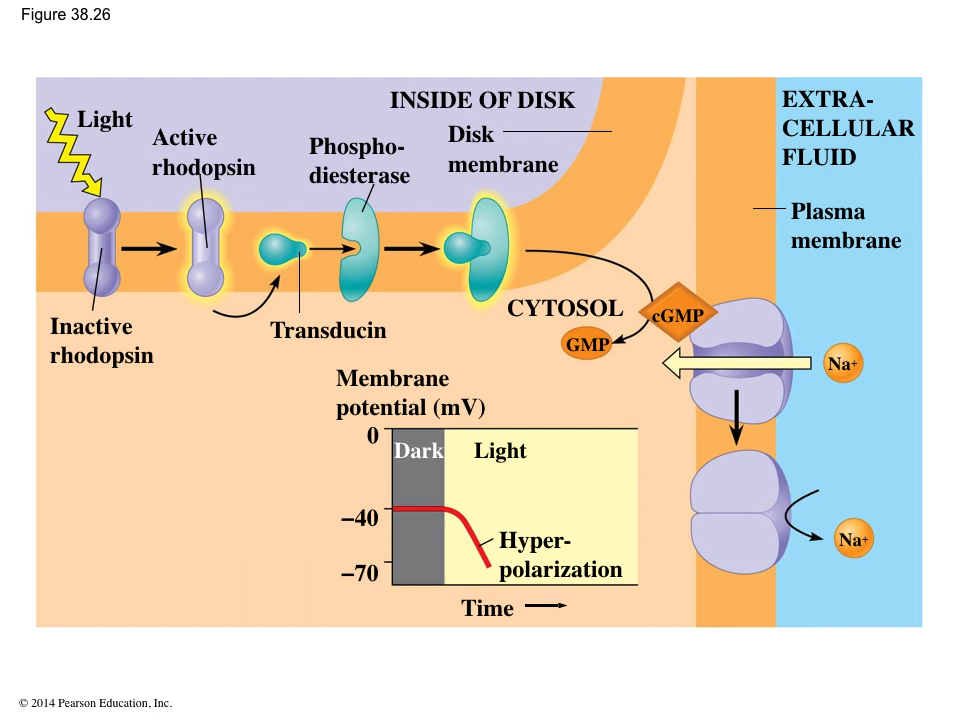 Figure 38.26
INSIDE OF DISK
EXTRA-
CELLULAR
FLUID
Light
Active
rhodopsin
Phospho-
diesterase
Disk
membrane
Plasma
membrane
Inactive
rhodopsin
Transducin
CYTOSOL
cGMP
GMP
Na+
Membrane
potential (mV)
0
Dark
Light
–40
Hyper-
polarization
–70
Na+
Time
© 2014 Pearson Education, Inc.